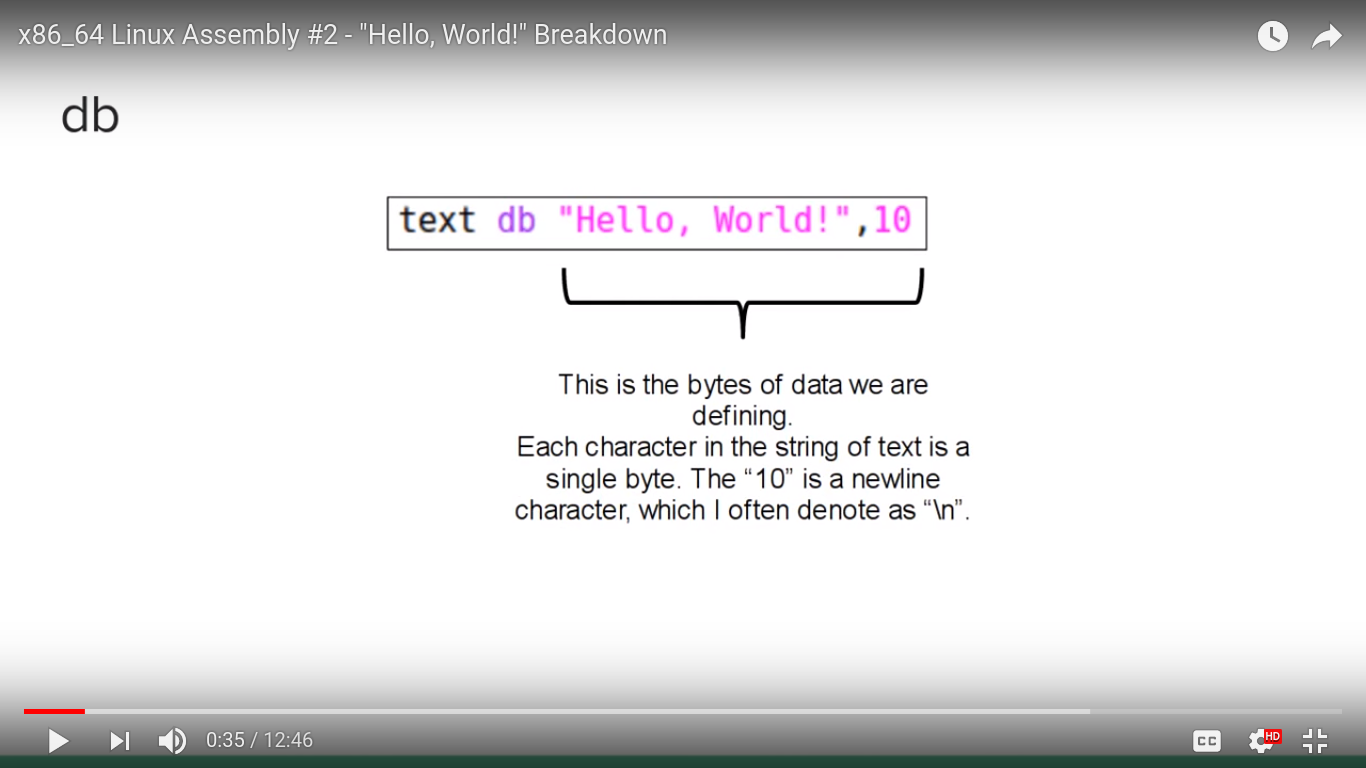 x86_64 Linux Assembly #2 - "Hello, World!" Breakdown
db
text db "Hello, World!",10
This is the bytes of data we are
defining.
Each character in the string of text is a
single byte. The “10” is a newline
character, which I often denote as “\n”.
0:35 / 12:46
CC
HD